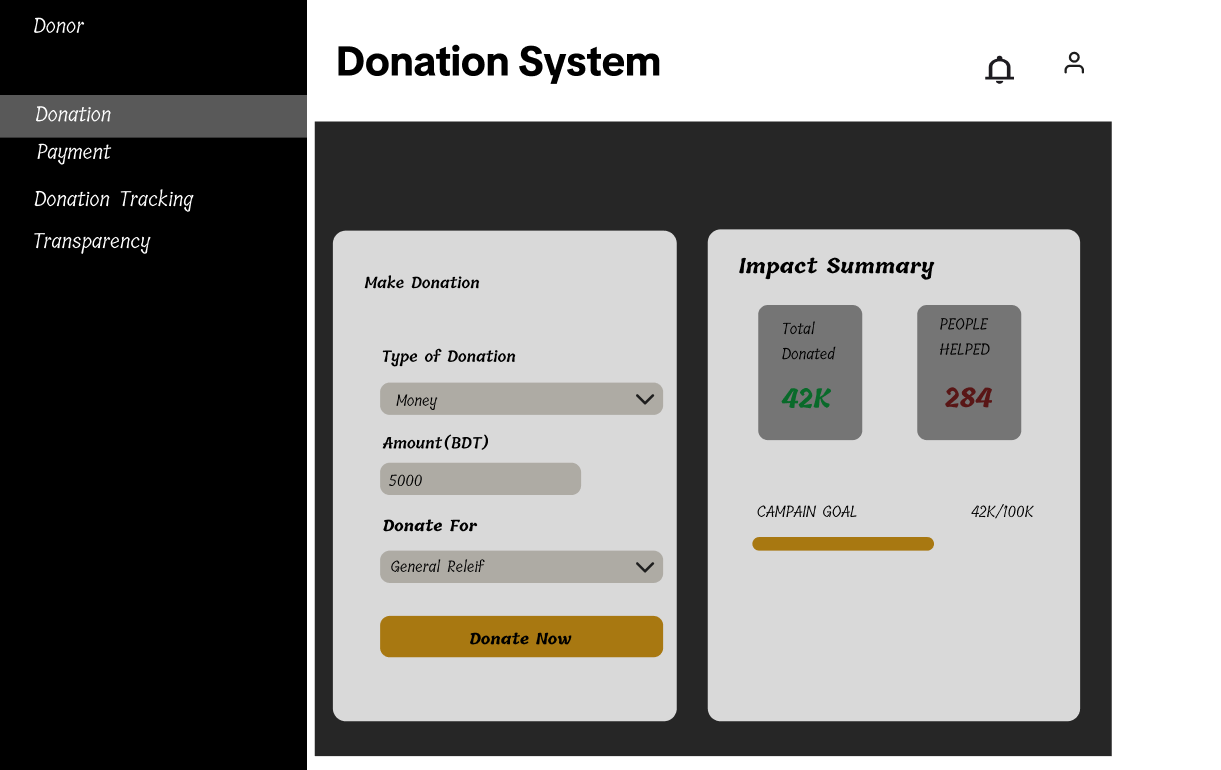 Donor
Donation
Payment
Donation Tracking
Transparency
Donation System
Make Donation
Type of Donation
Money
Amount(BDT)
5000
Donate For
General Releif
Donate Now
Impact Summary
Total
Donated
42K
PEOPLE
HELPED
284
CAMPAIN GOAL
42K/100K